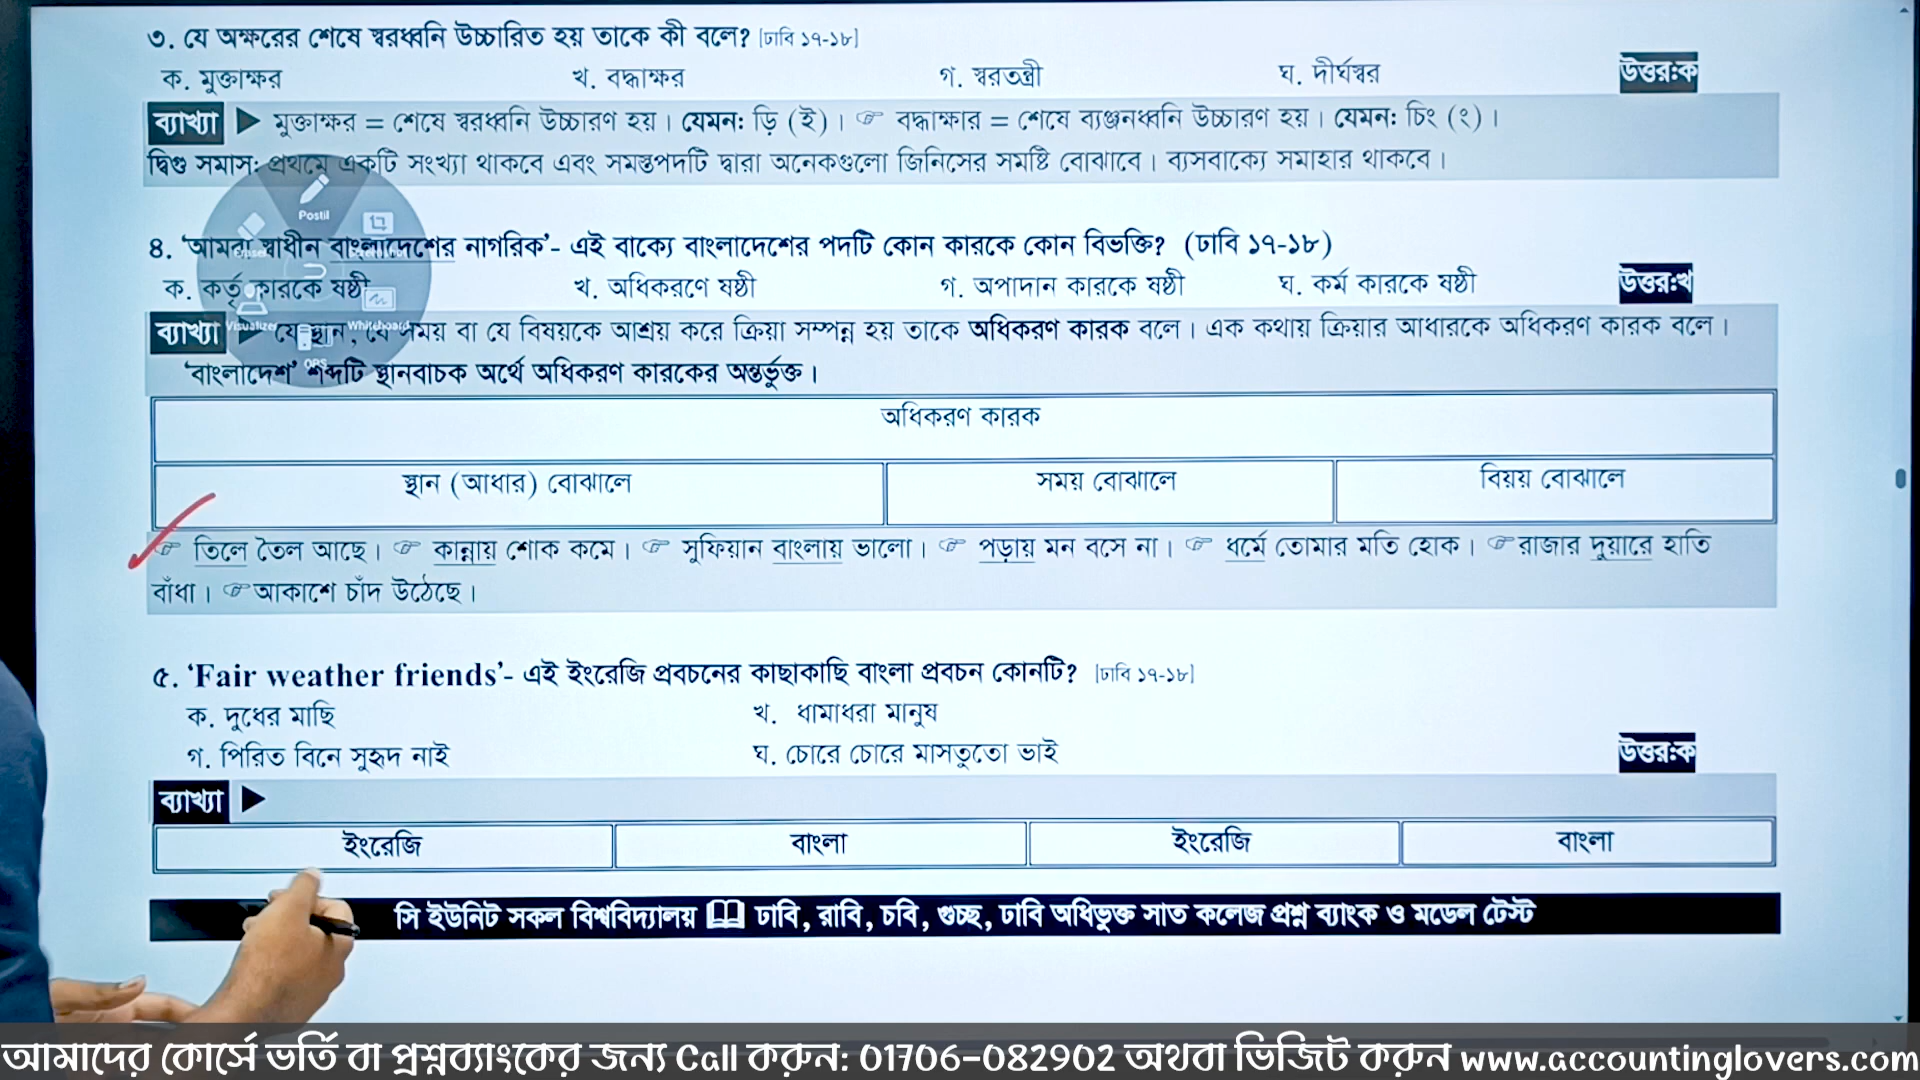 ৩. যে অক্ষরের শেষে স্বরধ্বনি উচ্চারিত হয় তাকে কী বলে? [ঢাবি ১৭-১৮]
ক. মুক্তাক্ষর খ. বদ্ধাক্ষর গ. স্বরতন্ত্রী ঘ. দীর্ঘস্বর উত্তর:ক
ব্যাখ্যা ▶ মুক্তাক্ষর = শেষে স্বরধ্বনি উচ্চারণ হয়। যেমন: ড়ি (ই)। ☞ বদ্ধাক্ষার = শেষে ব্যঞ্জনধ্বনি উচ্চারণ হয়। যেমন: চিং (ং)।
দ্বিগু সমাস: প্রথমে একটি সংখ্যা থাকবে এবং সমস্তপদটি দ্বারা অনেকগুলো জিনিসের সমষ্টি বোঝাবে। ব্যসবাক্যে সমাহার থাকবে।
Postil
৪. ‘আমরা স্বাধীন বাংলাদেশের নাগরিক’- এই বাক্যে বাংলাদেশের পদটি কোন কারকে কোন বিভক্তি? (ঢাবি ১৭-১৮)
ক. কর্তৃ কারকে ষষ্ঠী খ. অধিকরণে ষষ্ঠী গ. অপাদান কারকে ষষ্ঠী ঘ. কর্ম কারকে ষষ্ঠী উত্তর:খ
Visualizer Whiteboard
ব্যাখ্যা ▶ যে স্থান, যে সময় বা যে বিষয়কে আশ্রয় করে ক্রিয়া সম্পন্ন হয় তাকে অধিকরণ কারক বলে। এক কথায় ক্রিয়ার আধারকে অধিকরণ কারক বলে।
‘বাংলাদেশ’ শব্দটি স্থানবাচক অর্থে অধিকরণ কারকের অন্তর্ভুক্ত।
অধিকরণ কারক
স্থান (আধার) বোঝালে সময় বোঝালে বিয়য় বোঝালে
☞ তিলে তৈল আছে। ☞ কান্নায় শোক কমে। ☞ সুফিয়ান বাংলায় ভালো। ☞ পড়ায় মন বসে না। ☞ ধর্মে তোমার মতি হোক। ☞রাজার দুয়ারে হাতি
বাঁধা। ☞আকাশে চাঁদ উঠেছে।
৫. ‘Fair weather friends’- এই ইংরেজি প্রবচনের কাছাকাছি বাংলা প্রবচন কোনটি? [ঢাবি ১৭-১৮]
ক. দুধের মাছি খ. ধামাধরা মানুষ
গ. পিরিত বিনে সুহৃদ নাই ঘ. চোরে চোরে মাসতুতো ভাই উত্তর:ক
ব্যাখ্যা ▶
ইংরেজি বাংলা ইংরেজি বাংলা
সি ইউনিট সকল বিশ্ববিদ্যালয় ঢাবি, রাবি, চবি, গুচ্ছ, ঢাবি অধিভুক্ত সাত কলেজ প্রশ্ন ব্যাংক ও মডেল টেস্ট
আমাদের কোর্সে ভর্তি বা প্রশ্নব্যাংকের জন্য Call করুন: 01706-082902 অথবা ভিজিট করুন www.accountinglovers.com